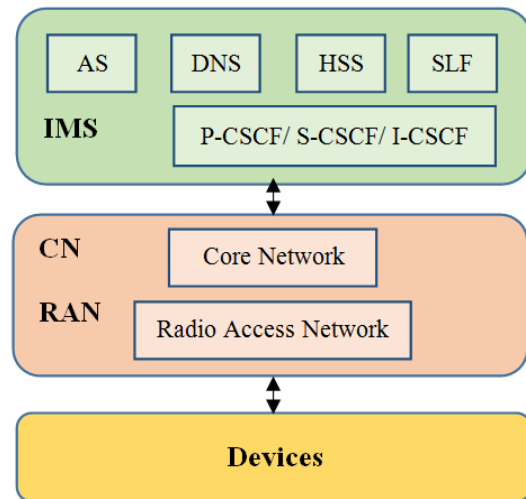 AS DNS HSS SLF
IMS P-CSCF/ S-CSCF/ I-CSCF
CN Core Network
RAN Radio Access Network
Devices